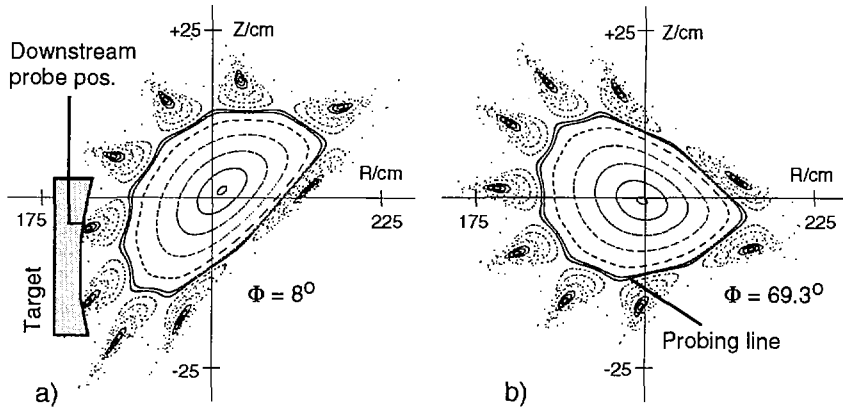 +25
Z/cm
Downstream
probe pos.
R/cm
175
225
Target
Φ = 8°
-25
a)
+25
Z/cm
R/cm
175
225
Φ = 69.3°
Probing line
-25
b)